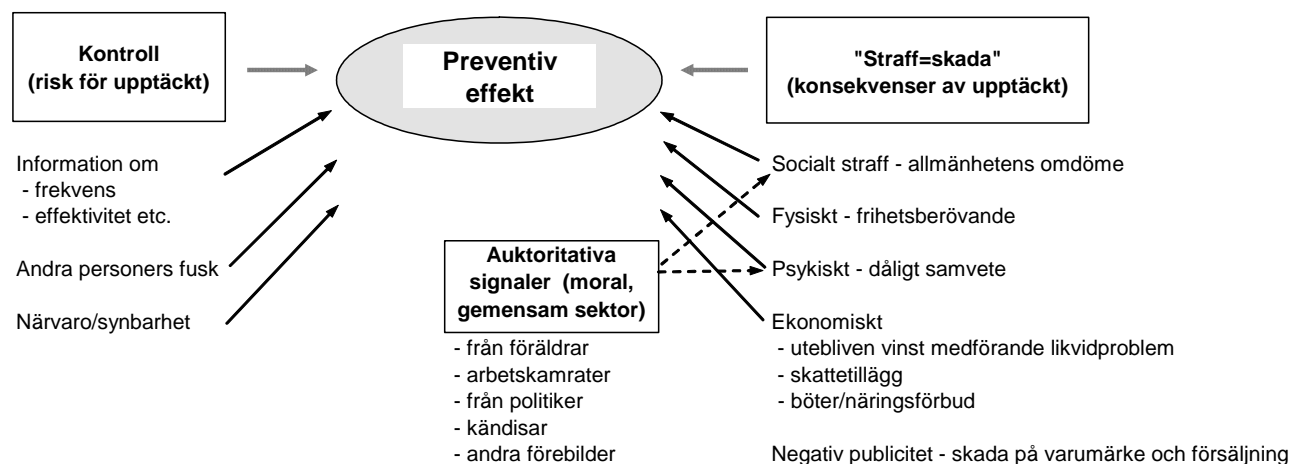 Kontroll
(risk för upptäckt)
Preventiv
effekt
"Straff=skada"
(konsekvenser av upptäckt)
Information om
- frekvens
- effektivitet etc.
Andra personers fusk
Närvaro/synbarhet
Auktoritativa
signaler (moral,
gemensam sektor)
- från föräldrar
- arbetskamrater
- från politiker
- kändisar
- andra förebilder
Socialt straff - allmänhetens omdöme
Fysiskt - frihetsberövande
Psykiskt - dåligt samvete
Ekonomiskt
- utebliven vinst medförande likvidproblem
- skattetillägg
- böter/näringsförbud
Negativ publicitet - skada på varumärke och försäljning